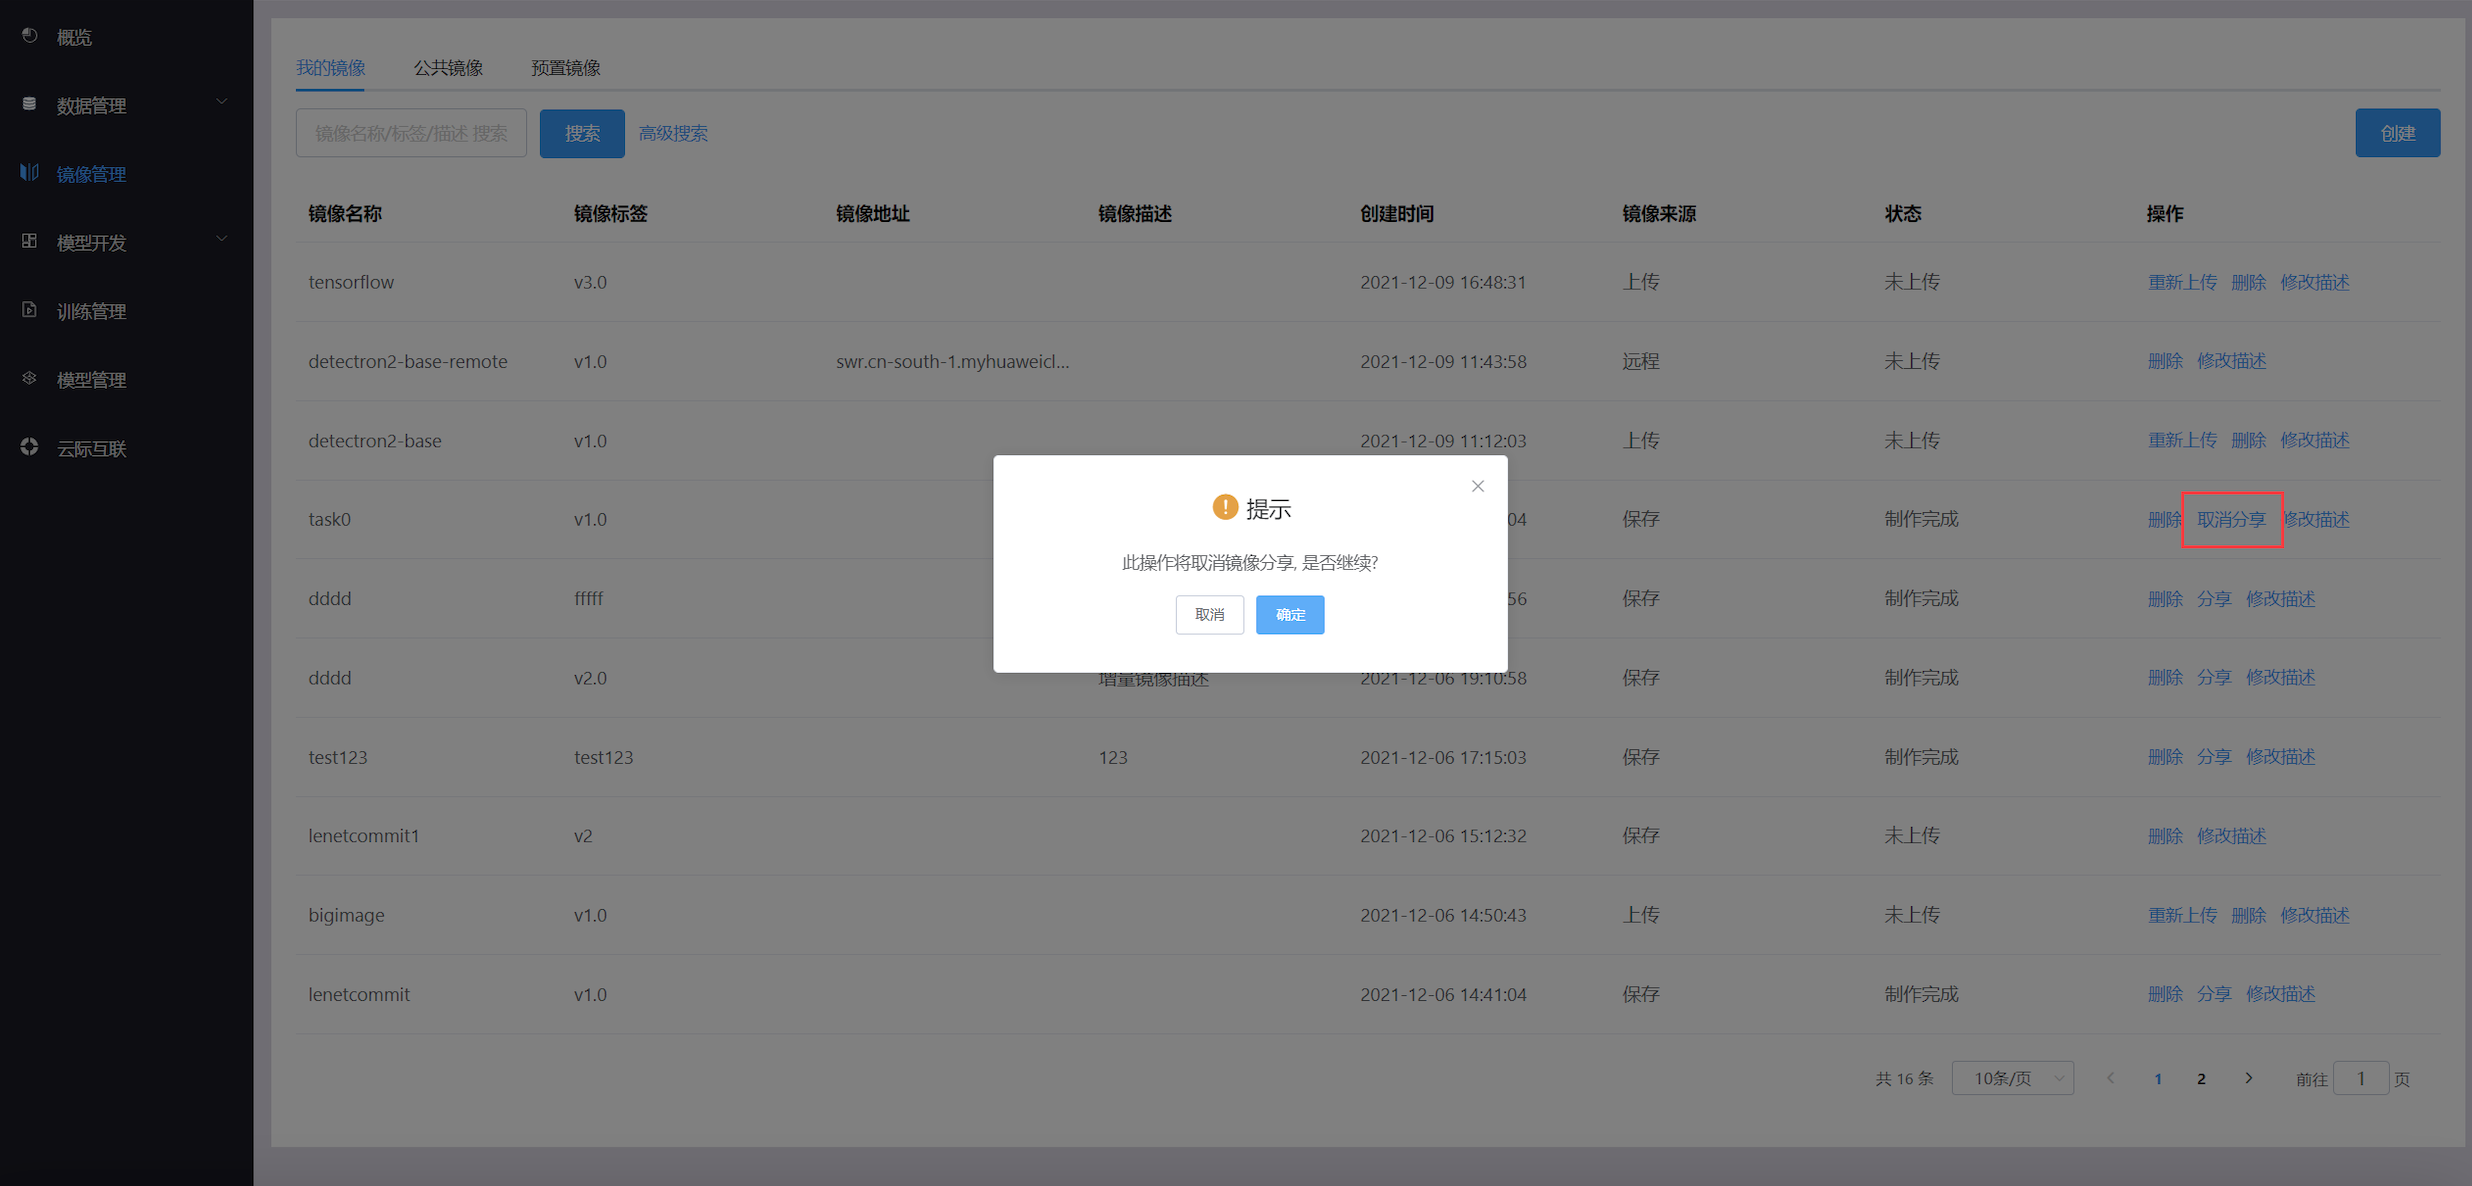 概览
数据管理
镜像管理
模型开发
训练管理
模型管理
云际互联
我的镜像 公共镜像 预置镜像
镜像名称/标签/描述 搜索 搜索 高级搜索 创建
镜像名称 镜像标签 镜像地址 镜像描述 创建时间 镜像来源 状态 操作
tensorflow v3.0 2021-12-09 16:48:31 上传 未上传 重新上传 删除 修改描述
detectron2-base-remote v1.0 swr.cn-south-1.myhuaweicl... 2021-12-09 11:43:58 远程 未上传 删除 修改描述
detectron2-base v1.0 2021-12-09 11:12:03 上传 未上传 重新上传 删除 修改描述
task0 v1.0 04 保存 制作完成 删除 取消分享 修改描述
dddd fffff 56 保存 制作完成 删除 分享 修改描述
dddd v2.0 增量镜像描述 2021-12-06 19:10:58 保存 制作完成 删除 分享 修改描述
test123 test123 123 2021-12-06 17:15:03 保存 制作完成 删除 分享 修改描述
lenetcommit1 v2 2021-12-06 15:12:32 保存 未上传 删除 修改描述
bigimage v1.0 2021-12-06 14:50:43 上传 未上传 重新上传 删除 修改描述
lenetcommit v1.0 2021-12-06 14:41:04 保存 制作完成 删除 分享 修改描述
共 16 条 10条/页 1 2 前往 1 页
提示
此操作将取消镜像分享, 是否继续?
取消 确定